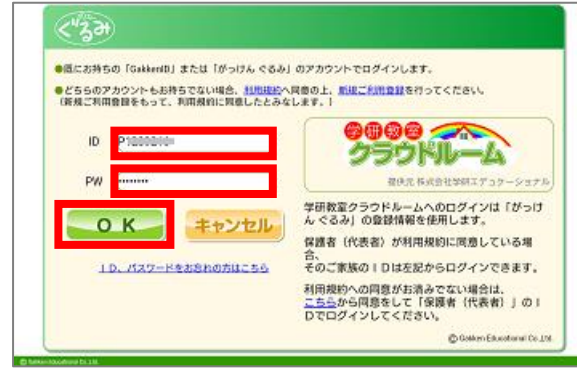 ぐるみ
●既にお持ちの「GakkenID」または「がっけん ぐるみ」のアカウントでログインします。
●どちらのアカウントもお持ちでない場合、利用規約へ同意の上、新規ご利用登録を行ってください。
（新規ご利用登録をもって、利用規約に同意したとみなします。）
ID
PW ••••••••
OK キャンセル
ID、パスワードをお忘れの方はこちら
学研教室
クラウドルーム
提供元 株式会社学研エデュケーショナル
学研教室クラウドルームへのログインは「がっけ
ん ぐるみ」の登録情報を使用します。
保護者（代表者）が利用規約に同意している場
合、
そのご家族のIDは左記からログインできます。
利用規約への同意がお済みでない場合は、
こちらから同意をして「保護者（代表者）」のI
Dでログインしてください。
© Gakken Educational Co.,Ltd.
© Gakken Educational Co.,Ltd.